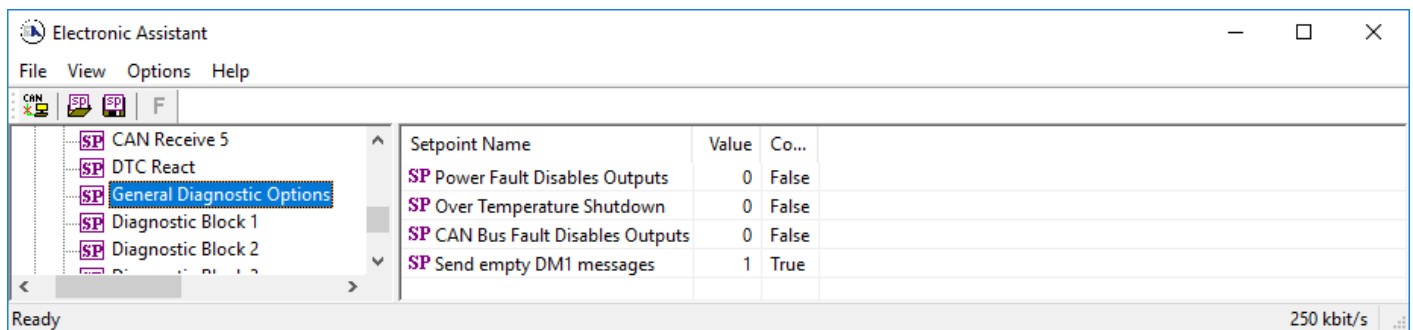 Electronic Assistant
File View Options Help
CAN
SP SP F
SP CAN Receive 5
SP DTC React
SP General Diagnostic Options
SP Diagnostic Block 1
SP Diagnostic Block 2
Setpoint Name Value Co...
SP Power Fault Disables Outputs 0 False
SP Over Temperature Shutdown 0 False
SP CAN Bus Fault Disables Outputs 0 False
SP Send empty DM1 messages 1 True
Ready 250 kbit/s